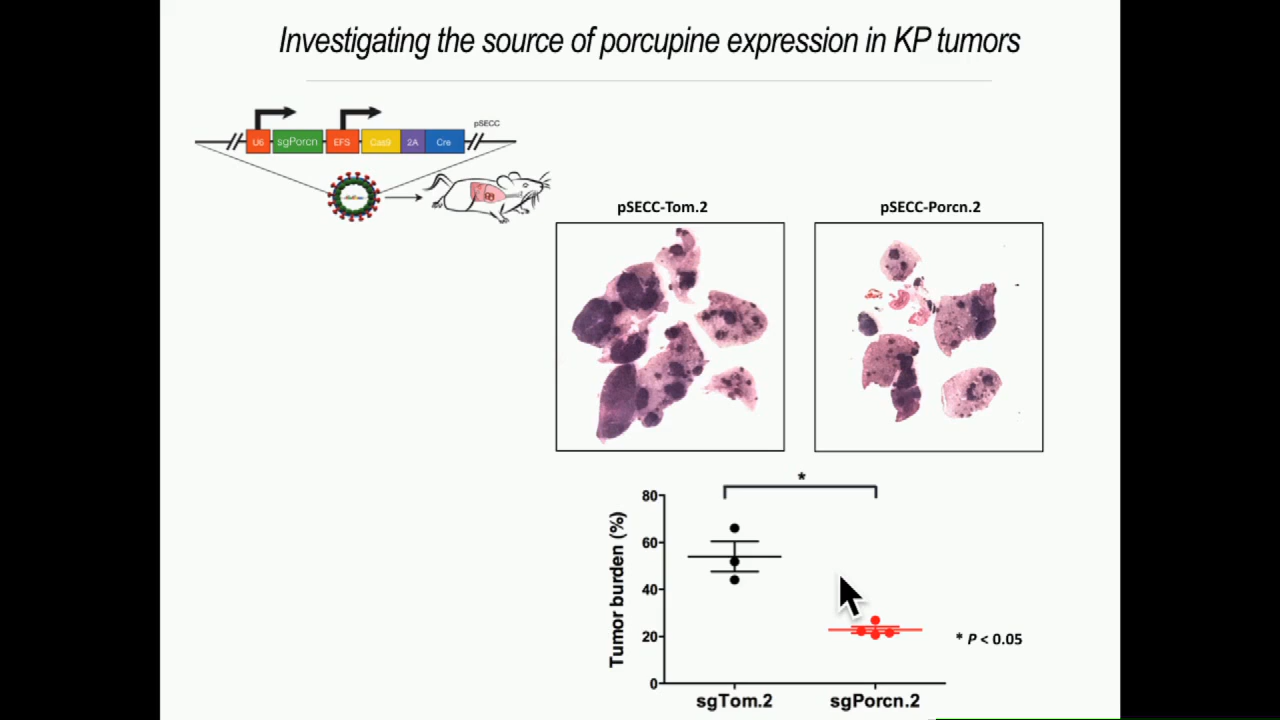 Investigating the source of porcupine expression in KP tumors
pSECC
U6 sgPorcn EFS Cas9 2A Cre
pSECC-Tom.2
pSECC-Porcn.2
*
80
60
40
20
0
Tumor burden (%)
sgTom.2
sgPorcn.2
* P < 0.05